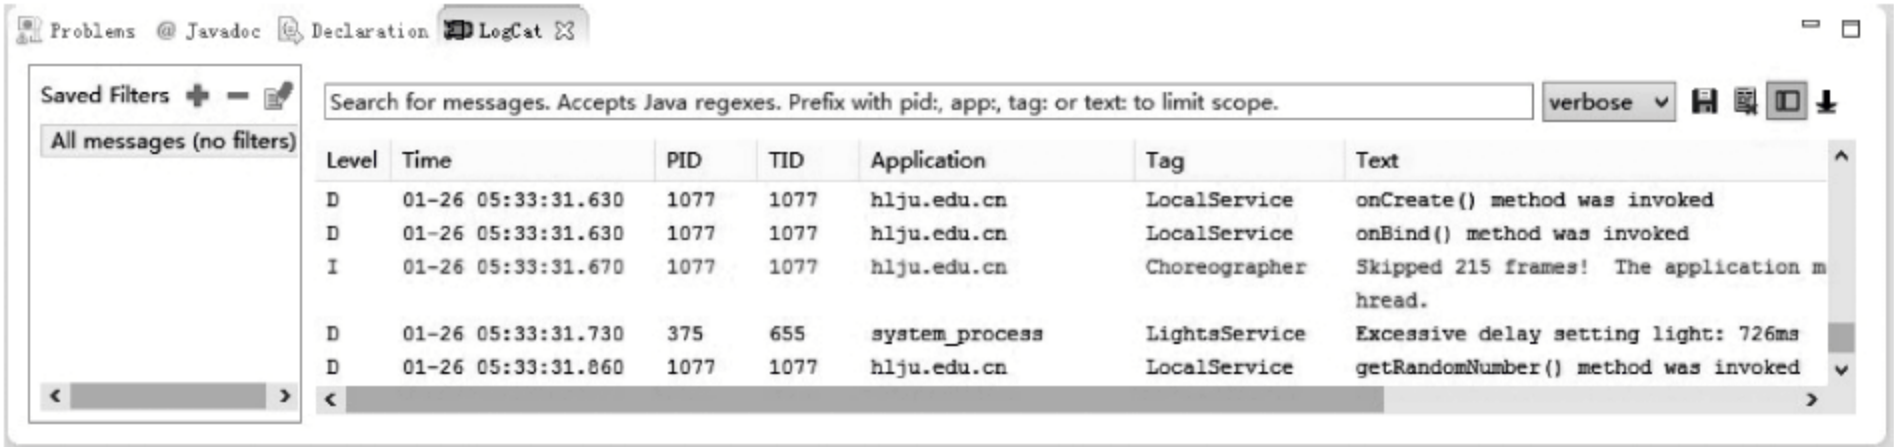 Problems @ Javadoc Declaration LogCat
Saved Filters
All messages (no filters)
Search for messages. Accepts Java regexes. Prefix with pid:, app:, tag: or text: to limit scope.
verbose
Level Time PID TID Application Tag Text
D 01-26 05:33:31.630 1077 1077 hlju.edu.cn LocalService onCreate() method was invoked
D 01-26 05:33:31.630 1077 1077 hlju.edu.cn LocalService onBind() method was invoked
I 01-26 05:33:31.670 1077 1077 hlju.edu.cn Choreographer Skipped 215 frames! The application m
hread.
D 01-26 05:33:31.730 375 655 system_process LightsService Excessive delay setting light: 726ms
D 01-26 05:33:31.860 1077 1077 hlju.edu.cn LocalService getRandomNumber() method was invoked